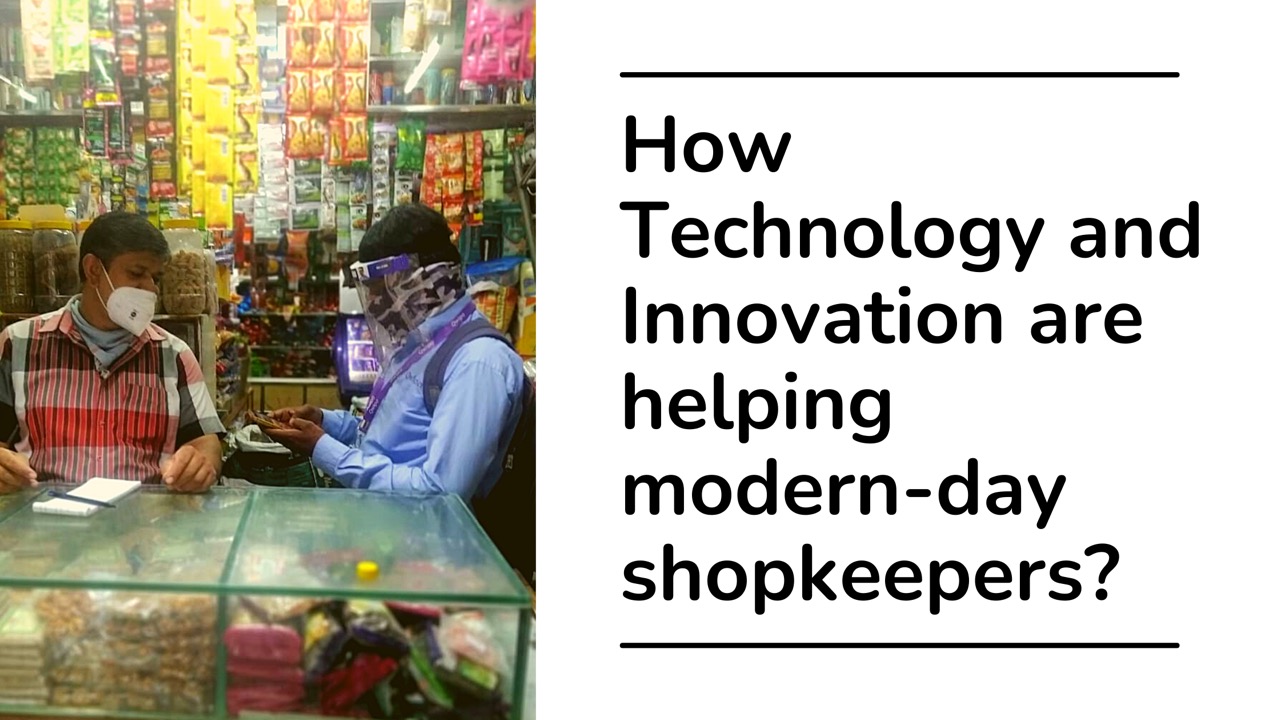 How
Technology and
Innovation are
helping
modern-day
shopkeepers?